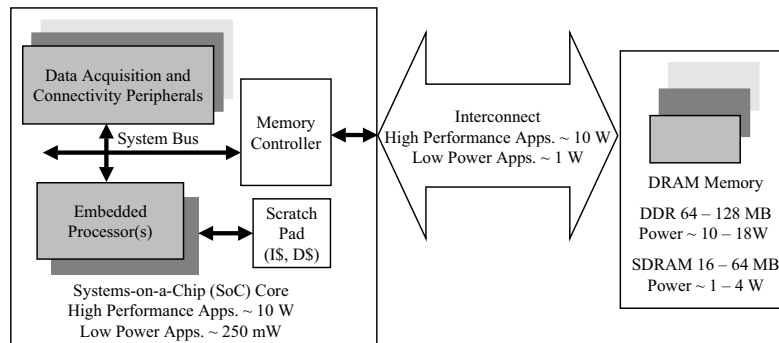 Data Acquisition and
Connectivity Peripherals
System Bus
Memory
Controller
Embedded
Processor(s)
Scratch
Pad
(I$, D$)
Systems-on-a-Chip (SoC) Core
High Performance Apps. ~ 10 W
Low Power Apps. ~ 250 mW
Interconnect
High Performance Apps. ~ 10 W
Low Power Apps. ~ 1 W
DRAM Memory
DDR 64 – 128 MB
Power ~ 10 – 18W
SDRAM 16 – 64 MB
Power ~ 1 – 4 W